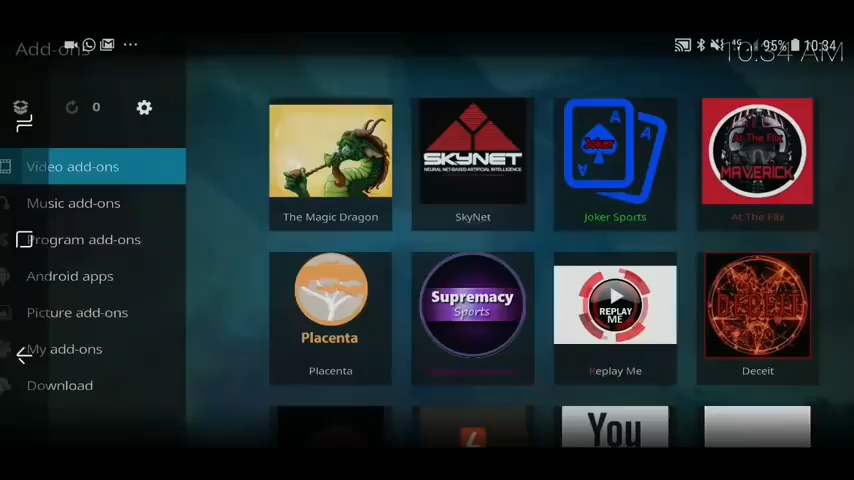 Add-ons
4G 95% 10:34
10:34 AM
0
Video add-ons
Music add-ons
Program add-ons
Android apps
Picture add-ons
My add-ons
Download
SKYNET
NEURAL NET-BASED ARTIFICIAL INTELLIGENCE
A
Joker
A
A
At The Flix
MAVERICK
The Magic Dragon
SkyNet
Joker Sports
At The Flix
Placenta
Supremacy
Sports
REPLAY
ME
DECEIT
Placenta
Replay Me
Deceit
You